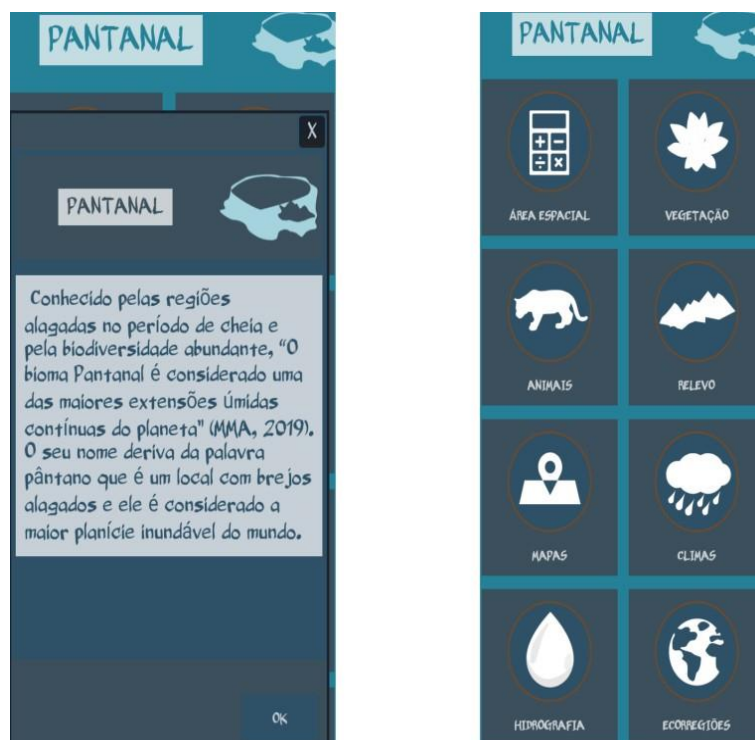 PANTANAL
X
PANTANAL
Conhecido pelas regiões
alagadas no período de cheia e
pela biodiversidade abundante, “O
bioma Pantanal é considerado uma
das maiores extensões úmidas
contínuas do planeta" (MMA, 2019).
O seu nome deriva da palavra
pântano que é um local com brejos
alagados e ele é considerado a
maior planície inundável do mundo.
OK
PANTANAL
ÁREA ESPACIAL
VEGETAÇÃO
ANIMAIS
RELEVO
MAPAS
CLIMAS
HIDROGRAFIA
ECORREGIÕES